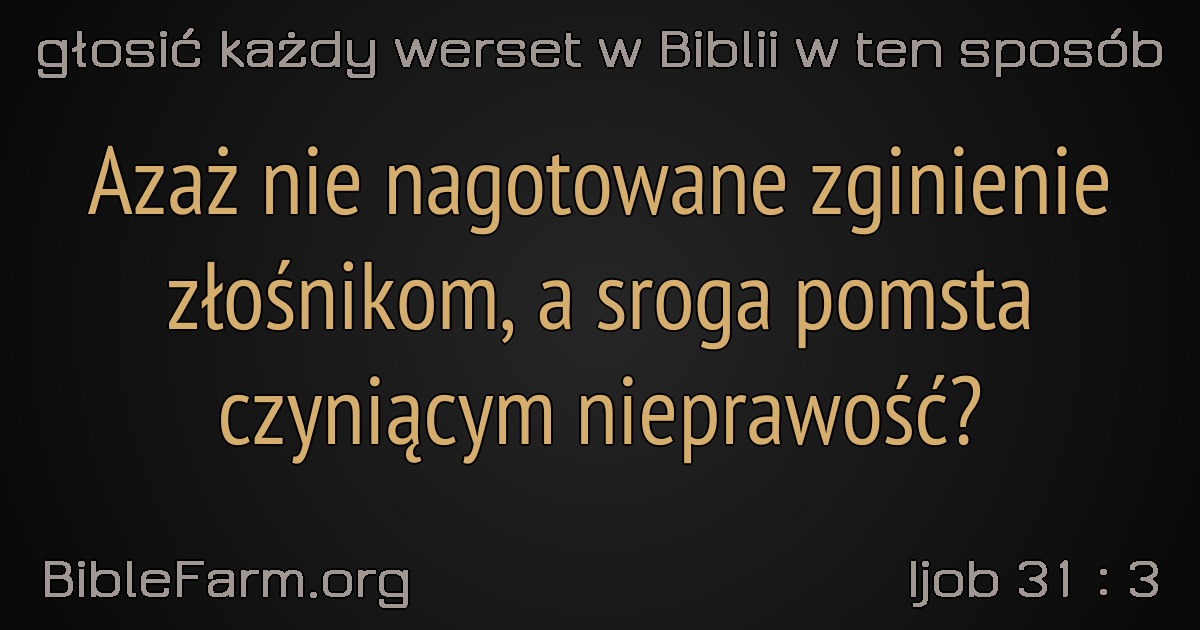 głosić każdy werset w Biblii w ten sposób
Azaż nie nagotowane zginienie
złośnikom, a sroga pomsta
czyniącym nieprawość?
BibleFarm.org
Ijob 31 : 3